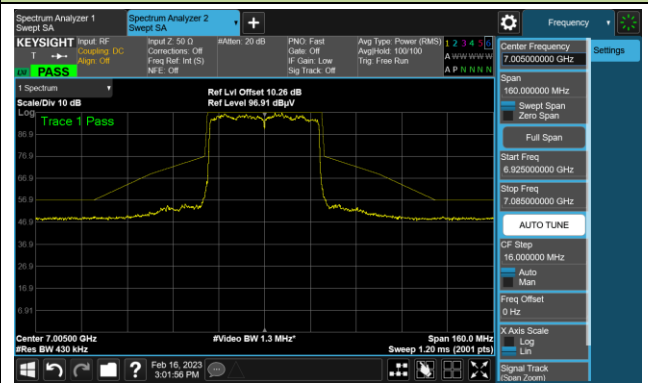 Spectrum Analyzer 1
Swept SA
Spectrum Analyzer 2
Swept SA
Frequency
KEYSIGHT
Input: RF
Coupling: DC
Align: Off
Input Z: 50 Ω
Corrections: Off
Freq Ref: Int (S)
NFE: Off
#Atten: 20 dB
PNO: Fast
Gate: Off
IF Gain: Low
Sig Track: Off
Avg Type: Power (RMS)
Avg|Hold: 100/100
Trig: Free Run
1 2 3 4 5 6
A W W W W W
A P N N N N
T
LXI
PASS
1 Spectrum
Scale/Div 10 dB
Ref Lvl Offset 10.26 dB
Ref Level 96.91 dBµV
Log
Trace 1 Pass
86.9
76.9
66.9
56.9
46.9
36.9
26.9
16.9
6.91
Center 7.00500 GHz
#Res BW 430 kHz
#Video BW 1.3 MHz*
Span 160.0 MHz
Sweep 1.20 ms (2001 pts)
Feb 16, 2023
3:01:56 PM
Settings
Center Frequency
7.005000000 GHz
Span
160.000000 MHz
Swept Span
Zero Span
Full Span
Start Freq
6.925000000 GHz
Stop Freq
7.085000000 GHz
AUTO TUNE
CF Step
16.000000 MHz
Auto
Man
Freq Offset
0 Hz
X Axis Scale
Log
Lin
Signal Track
(Span Zoom)